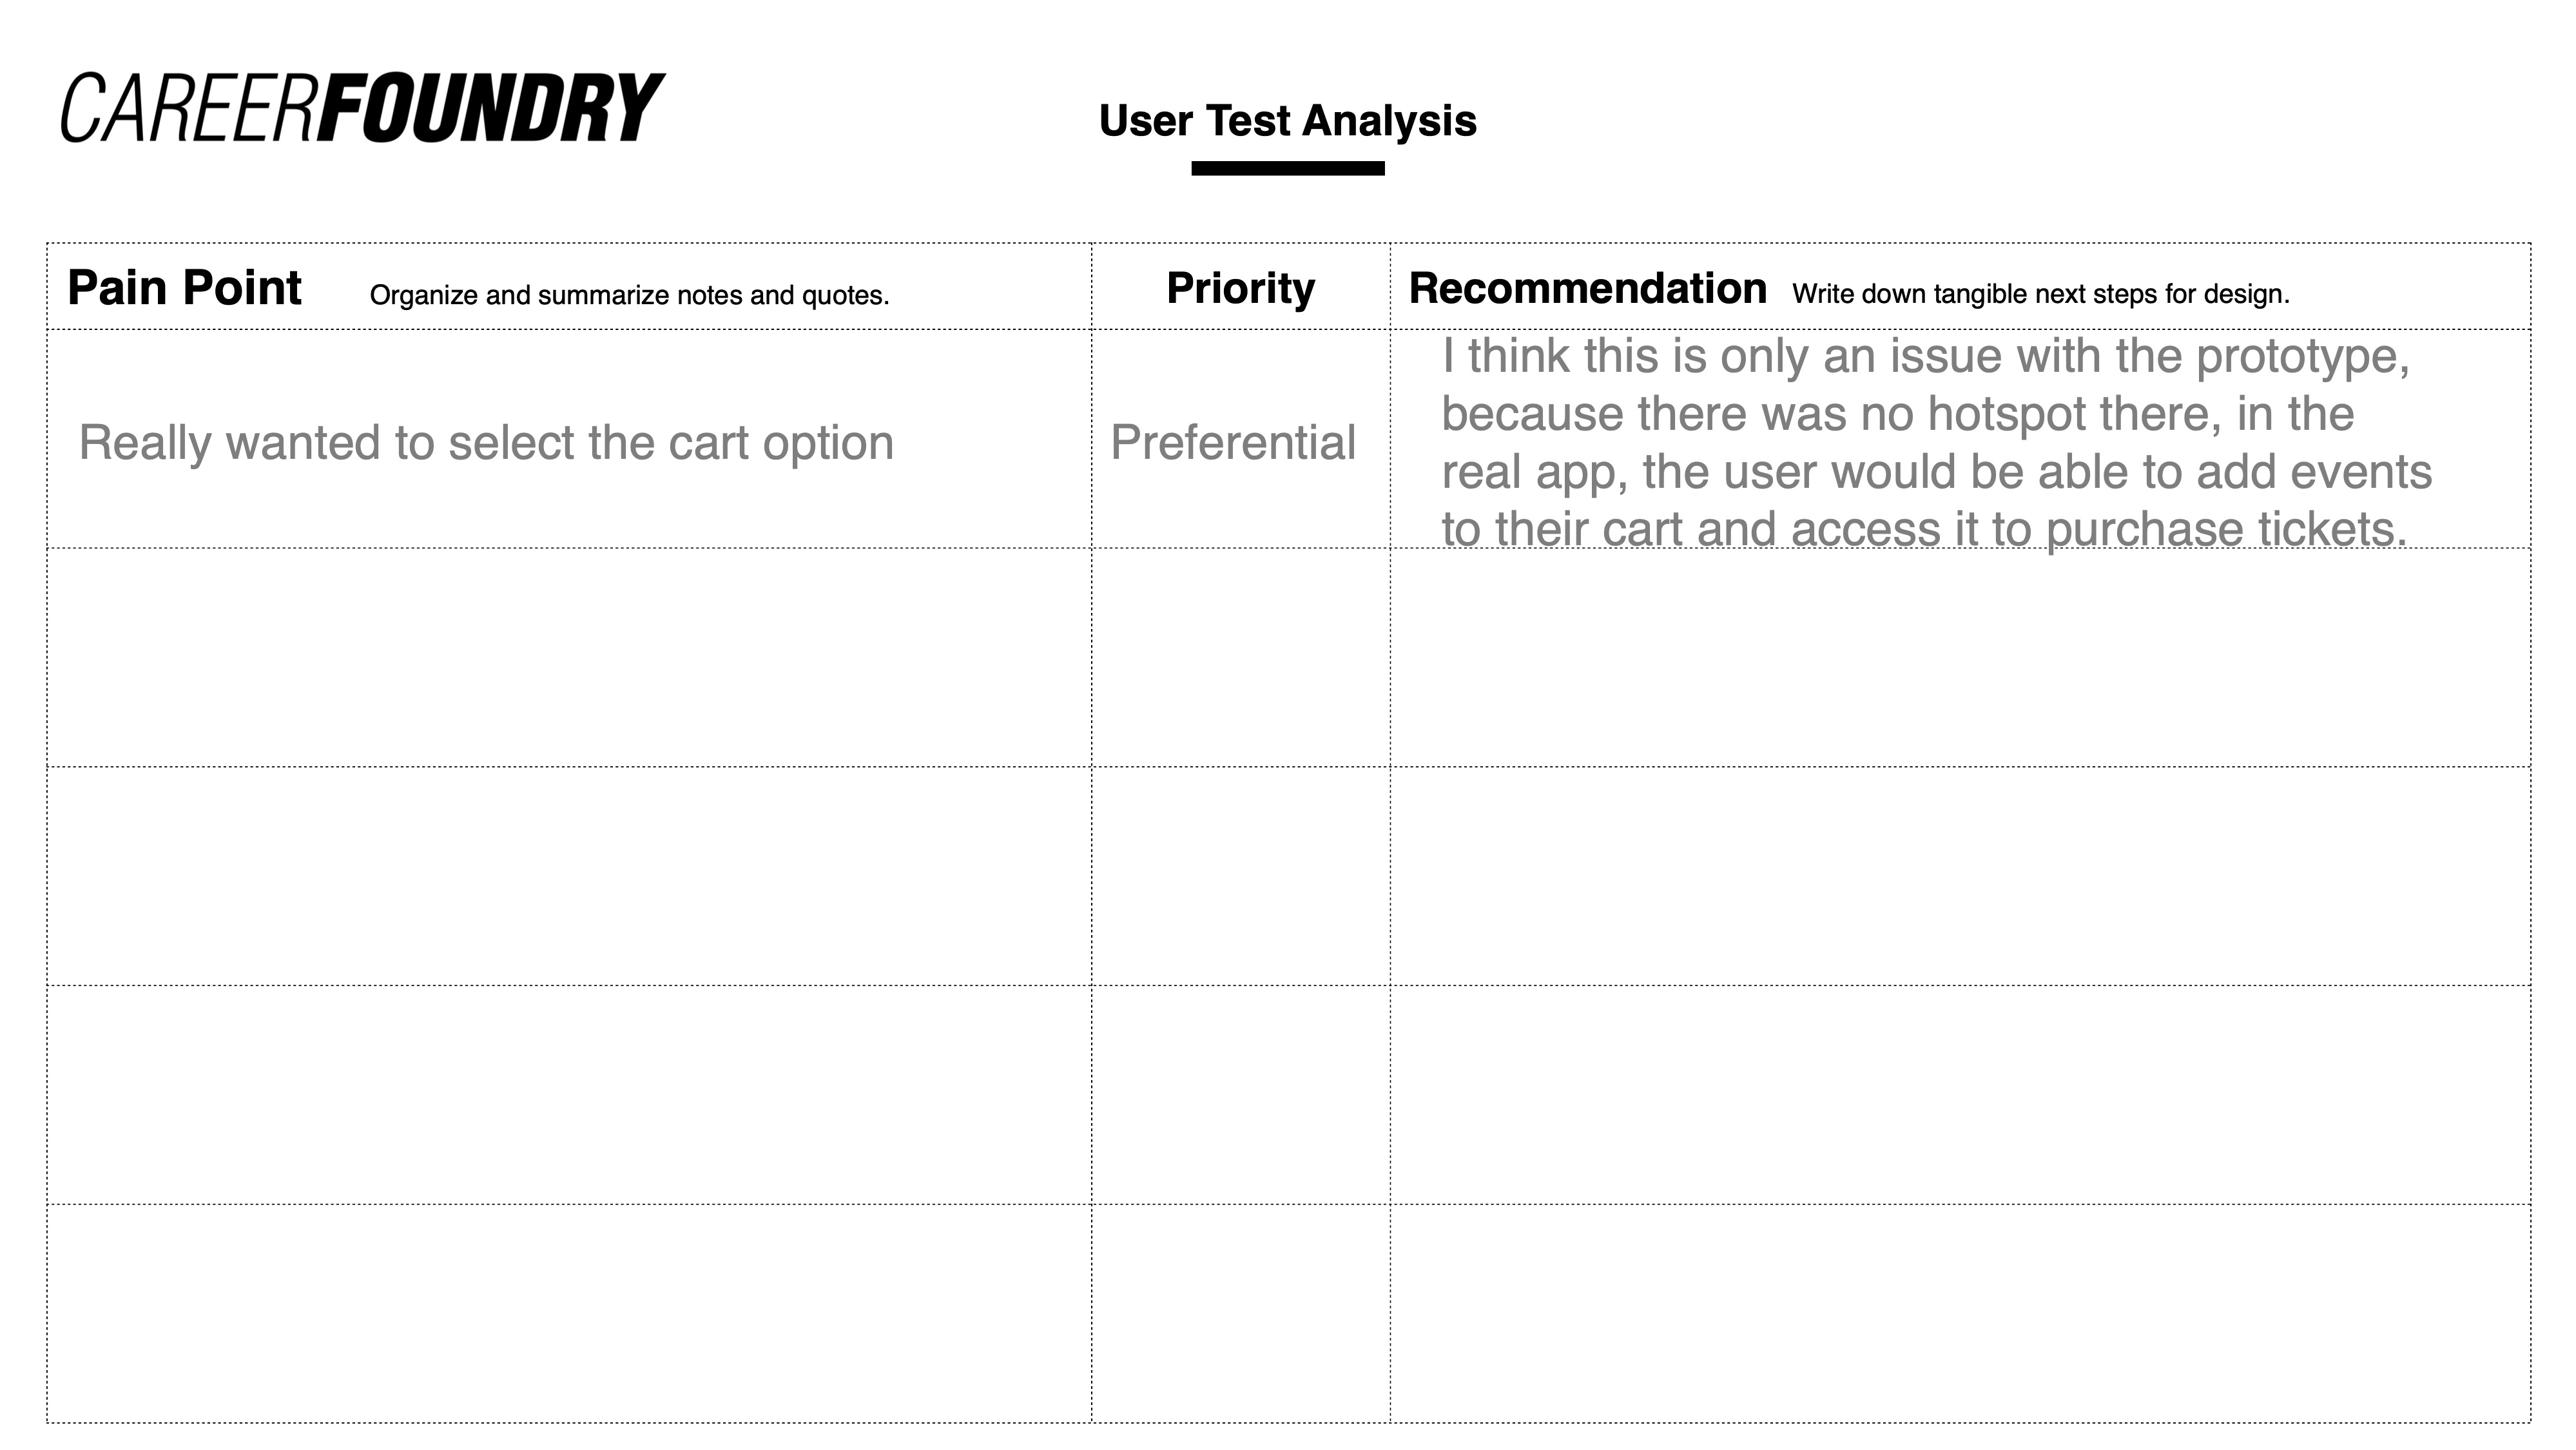 CAREERFOUNDRY
User Test Analysis
Pain Point Organize and summarize notes and quotes.
Priority
Recommendation Write down tangible next steps for design.
Really wanted to select the cart option
Preferential
I think this is only an issue with the prototype,
because there was no hotspot there, in the
real app, the user would be able to add events
to their cart and access it to purchase tickets.